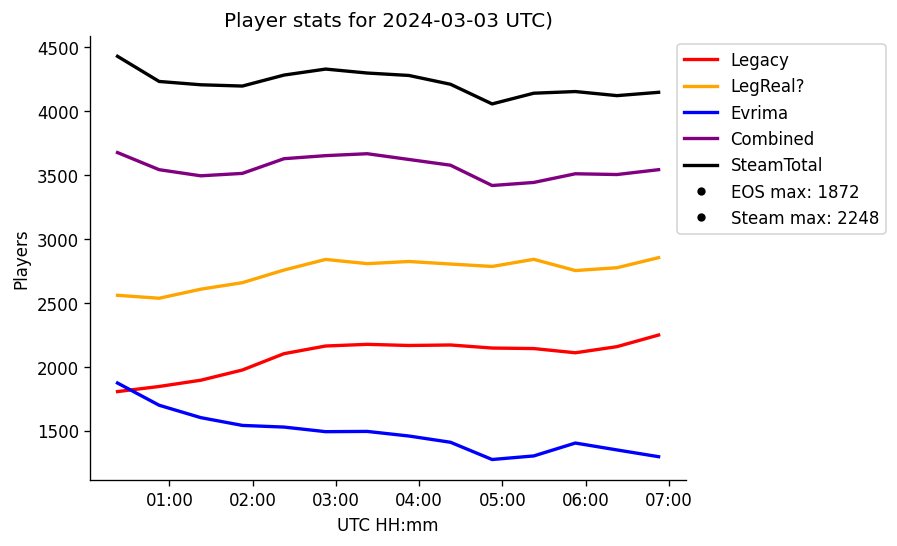 Player stats for 2024-03-03 UTC)
4500
4000
3500
3000
2500
2000
1500
Players
01:00 02:00 03:00 04:00 05:00 06:00 07:00
UTC HH:mm
Legacy
LegReal?
Evrima
Combined
SteamTotal
EOS max: 1872
Steam max: 2248